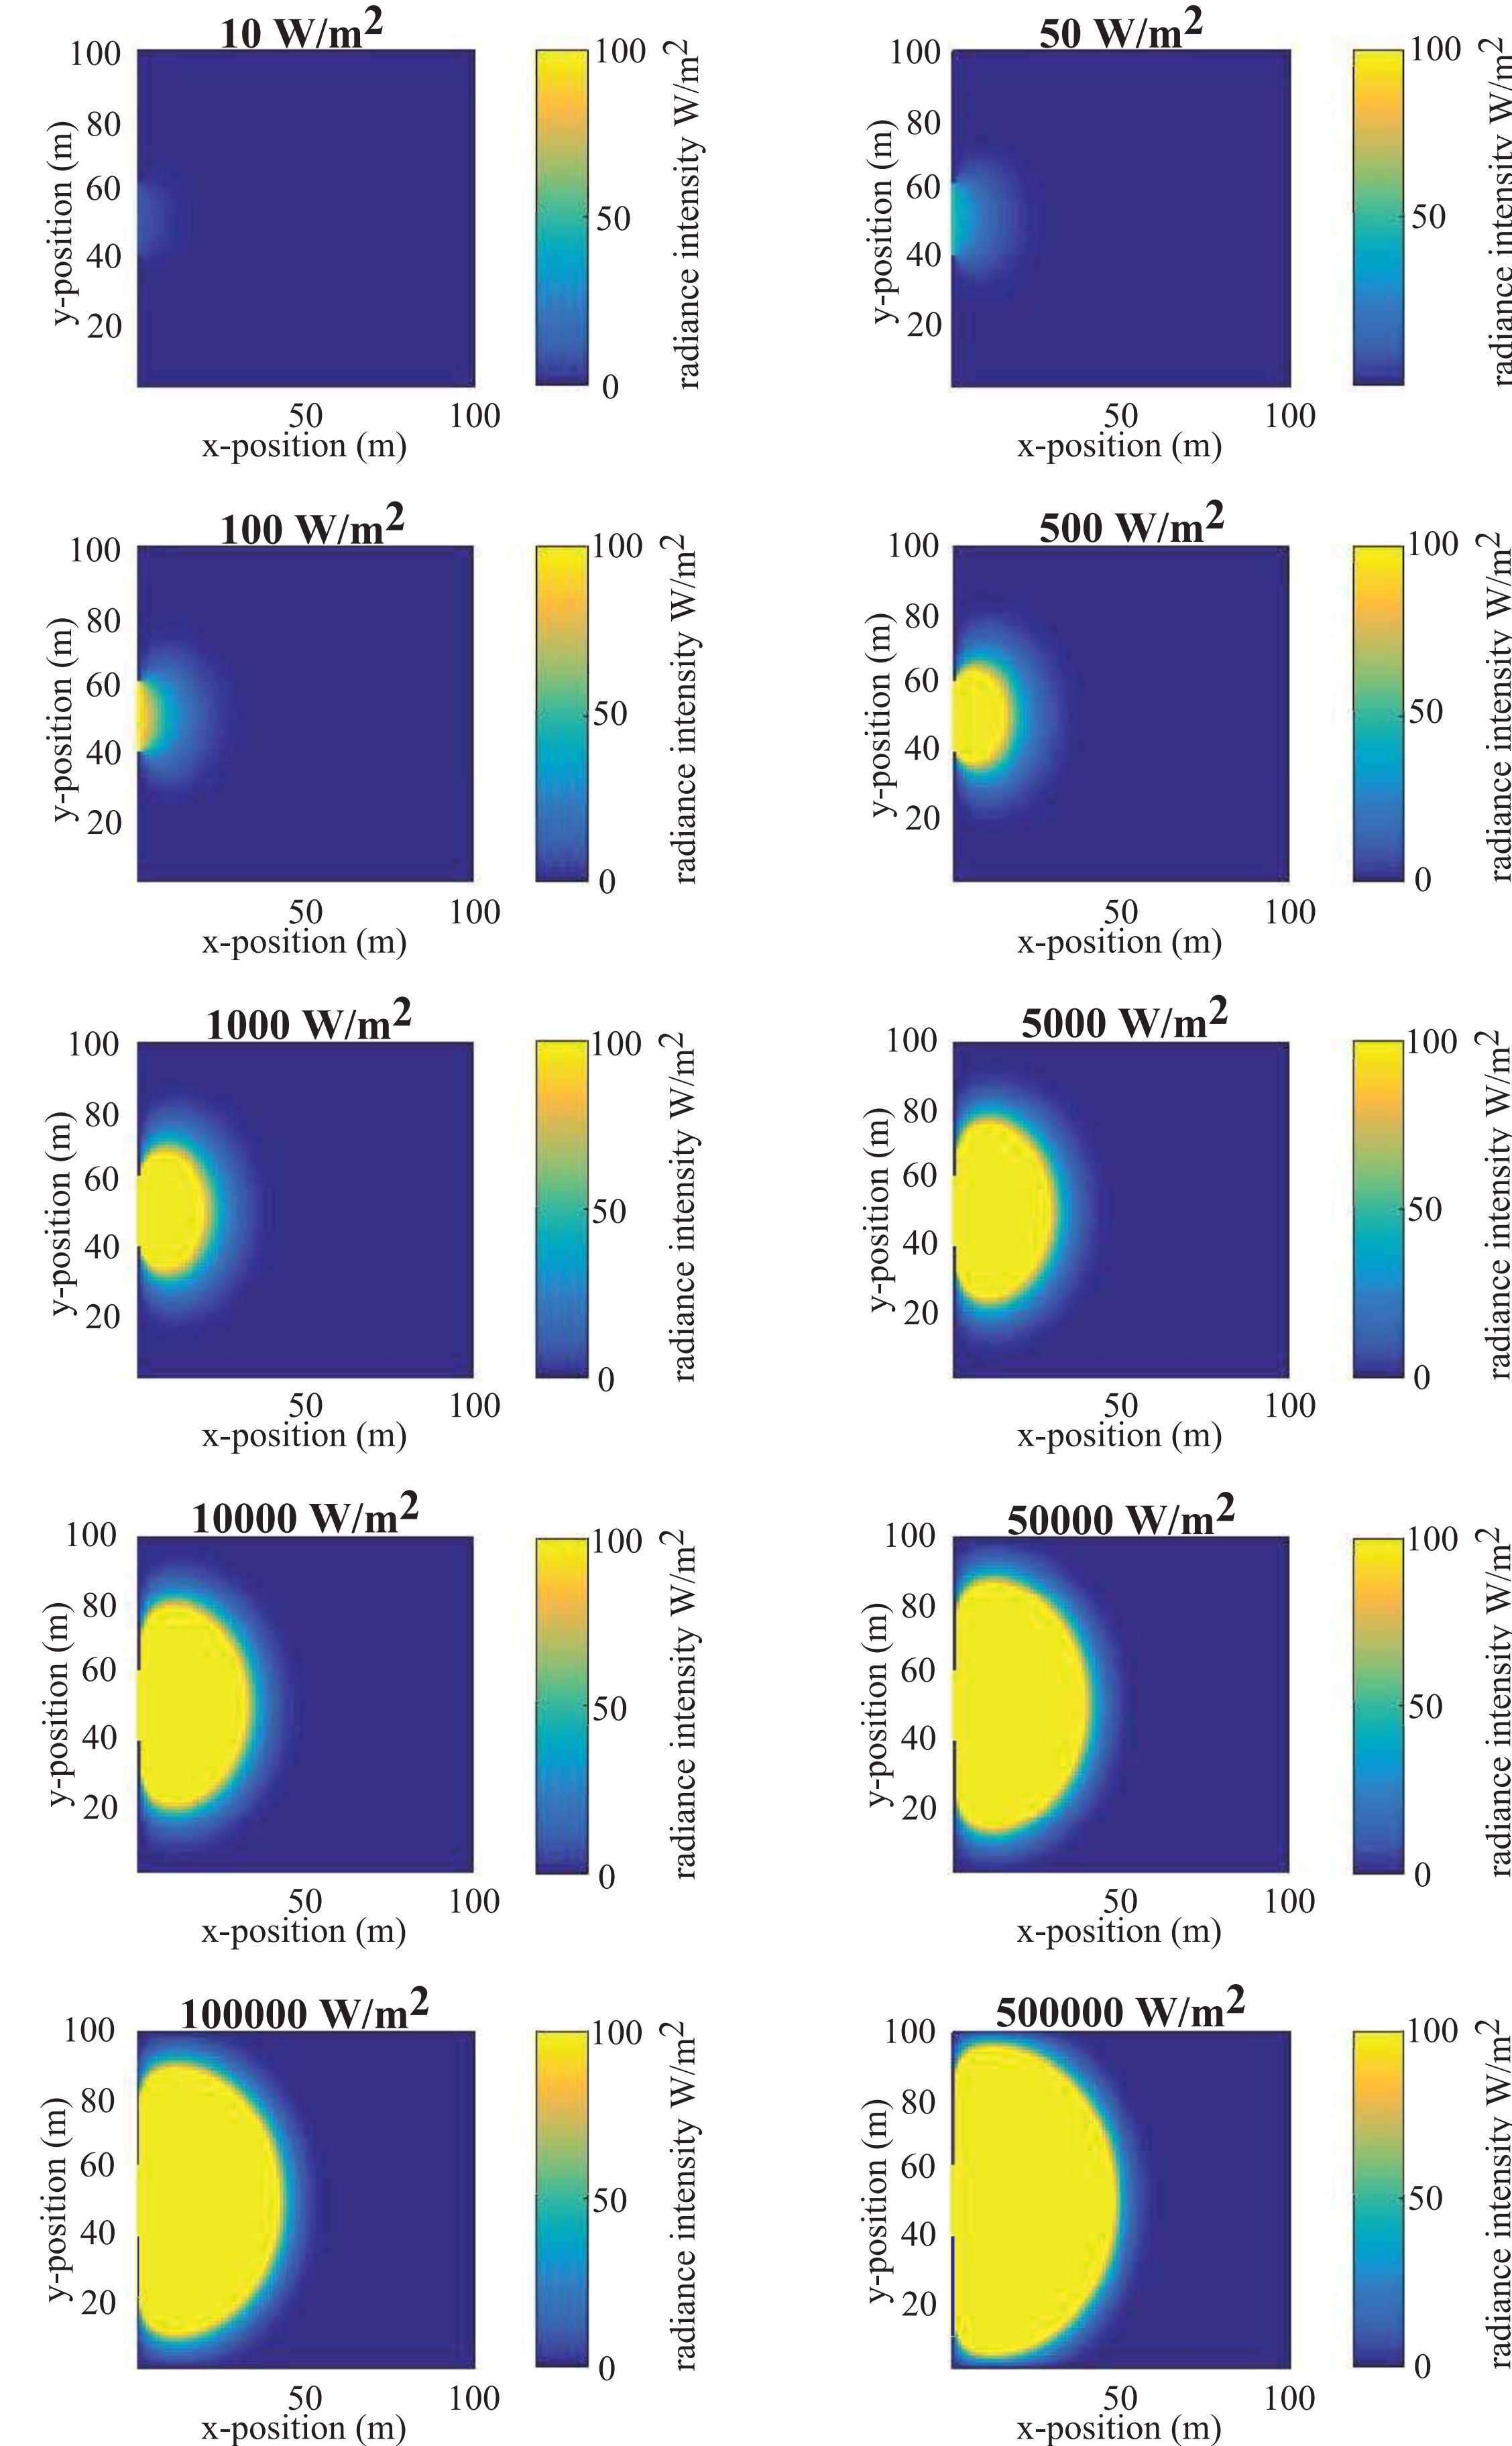 10 W/m2
100
80
60
40
20
y-position (m)
50
100
x-position (m)
100
50
0
radiance intensity W/m2
50 W/m2
100
80
60
40
20
y-position (m)
50
100
x-position (m)
100
50
radiance intensity W/m2
100 W/m2
100
80
60
40
20
y-position (m)
50
100
x-position (m)
100
50
0
radiance intensity W/m2
500 W/m2
100
80
60
40
20
y-position (m)
50
100
x-position (m)
100
50
0
radiance intensity W/m2
1000 W/m2
100
80
60
40
20
y-position (m)
50
100
x-position (m)
100
50
0
radiance intensity W/m2
5000 W/m2
100
80
60
40
20
y-position (m)
50
100
x-position (m)
100
50
0
radiance intensity W/m2
10000 W/m2
100
80
60
40
20
y-position (m)
50
100
x-position (m)
100
50
0
radiance intensity W/m2
50000 W/m2
100
80
60
40
20
y-position (m)
50
100
x-position (m)
100
50
0
radiance intensity W/m2
100000 W/m2
100
80
60
40
20
y-position (m)
50
100
x-position (m)
100
50
0
radiance intensity W/m2
500000 W/m2
100
80
60
40
20
y-position (m)
50
100
x-position (m)
100
50
0
radiance intensity W/m2